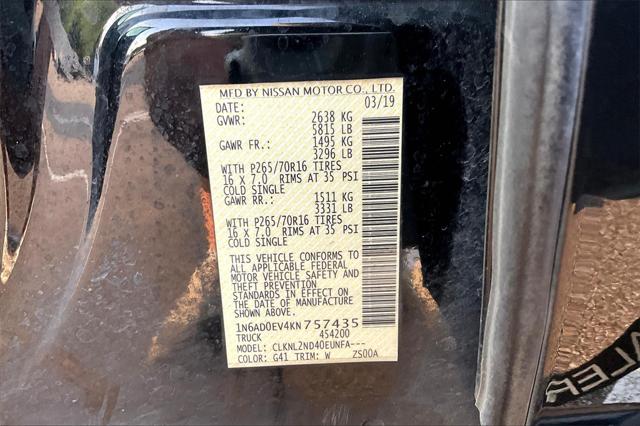 MFD BY NISSAN MOTOR CO., LTD.
DATE: 03/19
GVWR: 2638 KG
5815 LB
GAWR FR.: 1495 KG
3296 LB
WITH P265/70R16 TIRES
16 x 7.0 RIMS AT 35 PSI
COLD SINGLE
GAWR RR.: 1511 KG
3331 LB
WITH P265/70R16 TIRES
16 x 7.0 RIMS AT 35 PSI
COLD SINGLE
THIS VEHICLE CONFORMS TO
ALL APPLICABLE FEDERAL
MOTOR VEHICLE SAFETY AND
THEFT PREVENTION
STANDARDS IN EFFECT ON
THE DATE OF MANUFACTURE
SHOWN ABOVE.
1N6AD0EV4KN757435
TRUCK 454200
MODEL: CLKNL2ND40EUNFA---
COLOR: G41 TRIM: W ZS00A